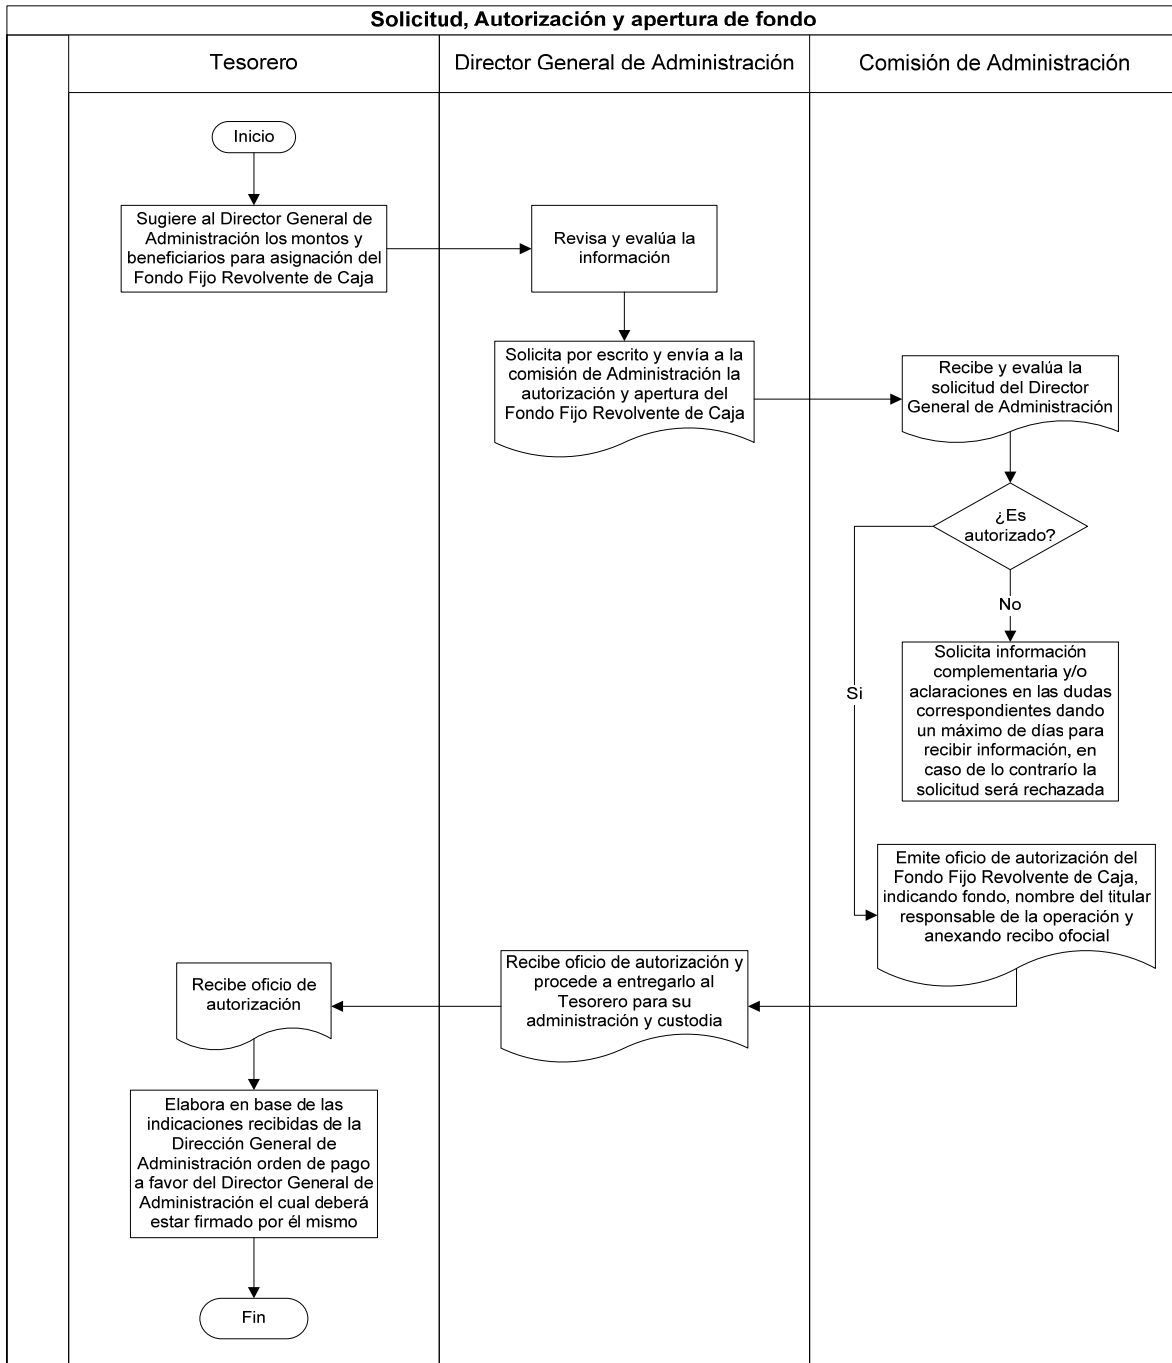 Solicitud, Autorización y apertura de fondo
Tesorero
Director General de Administración
Comisión de Administración
Inicio
Sugiere al Director General de
Administración los montos y
beneficiarios para asignación del
Fondo Fijo Revolvente de Caja
Revisa y evalúa la
información
Solicita por escrito y envía a la
comisión de Administración la
autorización y apertura del
Fondo Fijo Revolvente de Caja
Recibe y evalúa la
solicitud del Director
General de Administración
¿Es
autorizado?
No
Si
Solicita información
complementaria y/o
aclaraciones en las dudas
correspondientes dando
un máximo de días para
recibir información, en
caso de lo contrarío la
solicitud será rechazada
Emite oficio de autorización del
Fondo Fijo Revolvente de Caja,
indicando fondo, nombre del titular
responsable de la operación y
anexando recibo ofocial
Recibe oficio de autorización y
procede a entregarlo al
Tesorero para su
administración y custodia
Recibe oficio de
autorización
Elabora en base de las
indicaciones recibidas de la
Dirección General de
Administración orden de pago
a favor del Director General de
Administración el cual deberá
estar firmado por él mismo
Fin